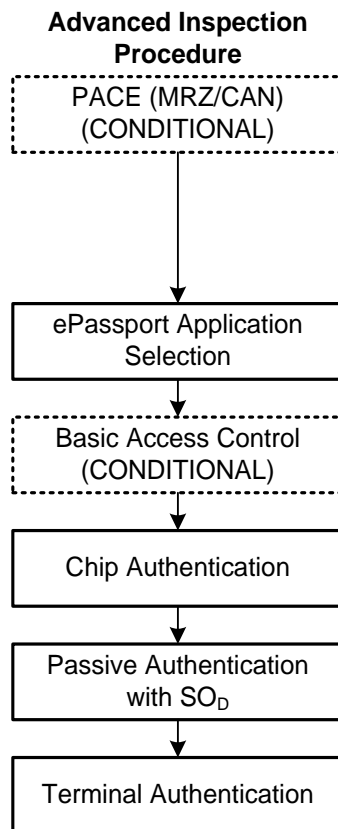 Advanced Inspection
Procedure
PACE (MRZ/CAN)
(CONDITIONAL)
ePassport Application
Selection
Basic Access Control
(CONDITIONAL)
Chip Authentication
Passive Authentication
with SO_D
Terminal Authentication